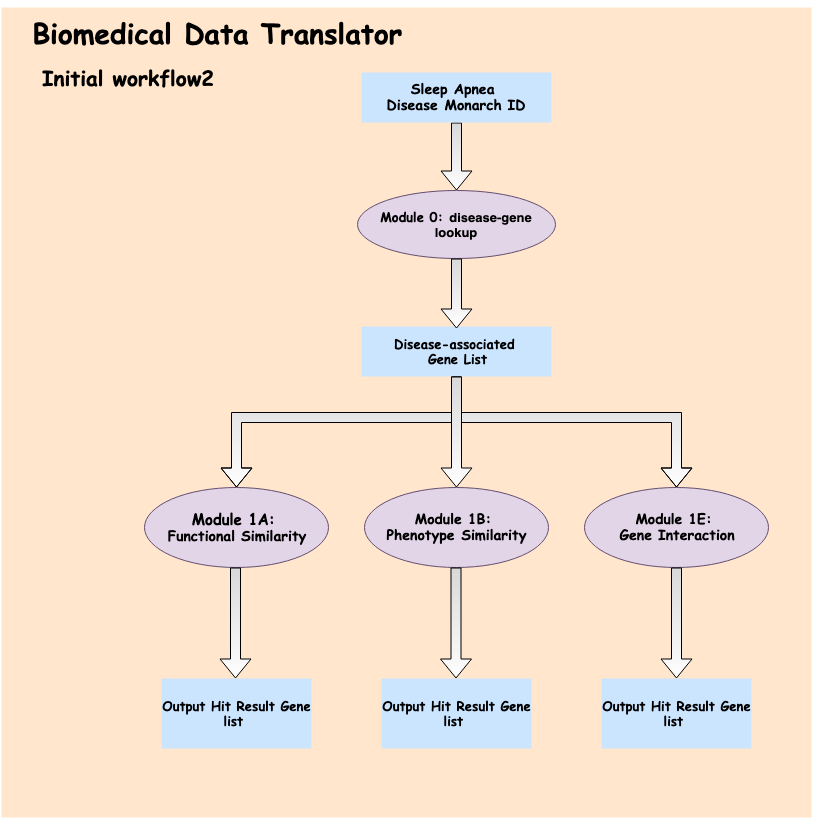 Biomedical Data Translator
Initial workflow2
Sleep Apnea
Disease Monarch ID
Module 0: disease-gene
lookup
Disease-associated
Gene List
Module 1A:
Functional Similarity
Module 1B:
Phenotype Similarity
Module 1E:
Gene Interaction
Output Hit Result Gene
list
Output Hit Result Gene
list
Output Hit Result Gene
list